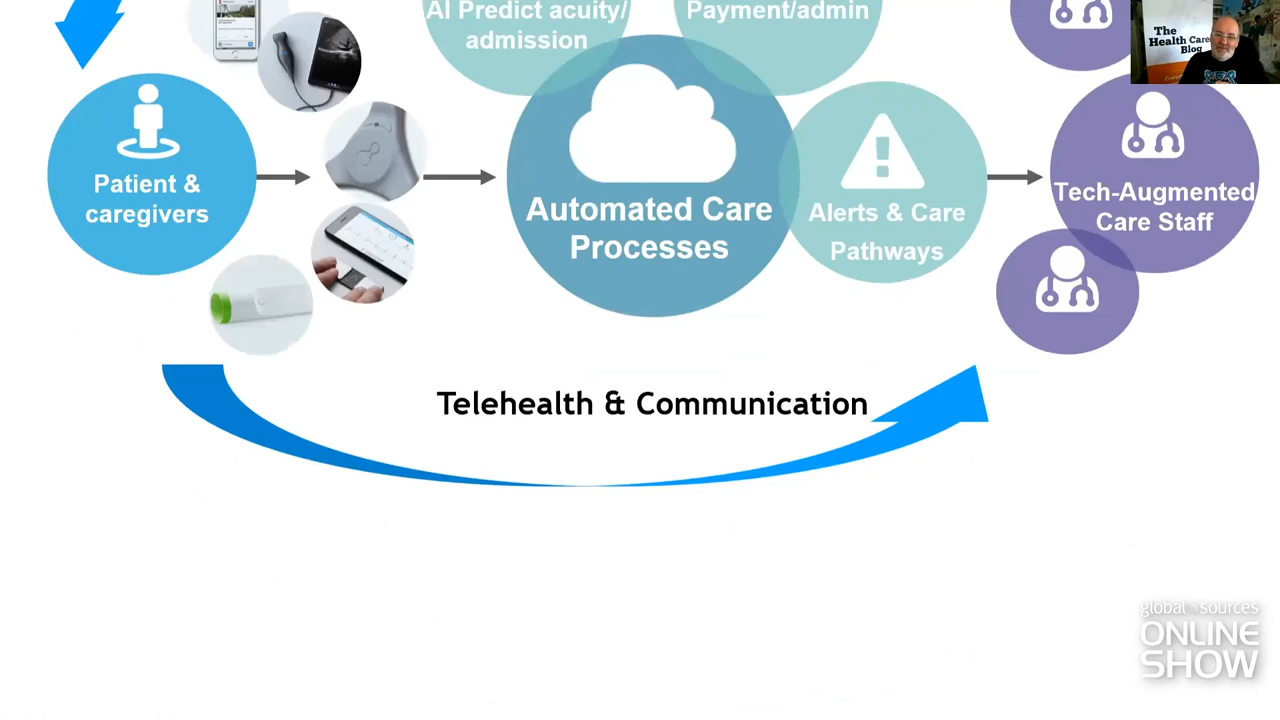 AI Predict acuity/
admission
Payment/admin
The
Health Care
Blog
Patient &
caregivers
Automated Care
Processes
Alerts & Care
Pathways
Tech-Augmented
Care Staff
Telehealth & Communication
global sources
ONLINE
SHOW